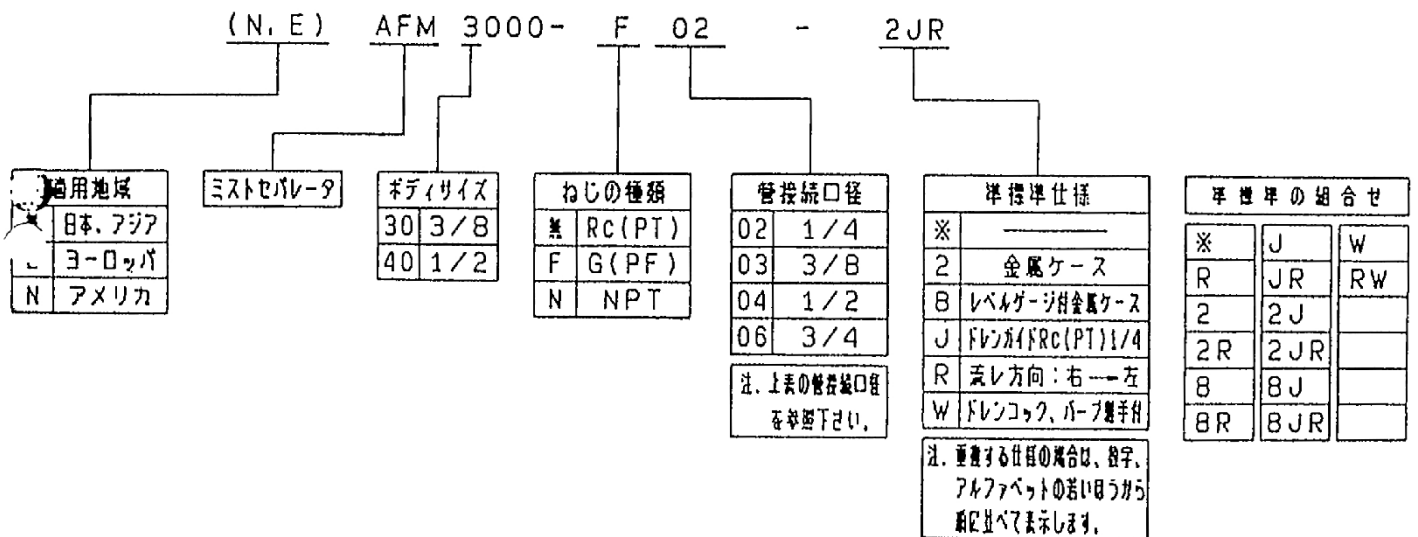 (N, E) AFM 3000- F 02 - 2JR
適用地域
日本、アジア
ヨーロッパ
N アメリカ
ミストセパレータ
ボディサイズ
30 3/8
40 1/2
ねじの種類
無 Rc(PT)
F G(PF)
N NPT
管接続口径
02 1/4
03 3/8
04 1/2
06 3/4
注. 上表の管接続口径
を参照下さい.
準標準仕様
※ ―――
2 金属ケース
8 レベルゲージ付金属ケース
J ドレンガイドRc(PT)1/4
R 流レ方向:右→左
W ドレンコック、バーブ継手付
注. 重複する仕様の場合は、数字、
アルファベットの若いほうから
順に並べて表示します.
準標準の組合せ
※ J W
R JR RW
2 2J
2R 2JR
8 8J
8R 8JR